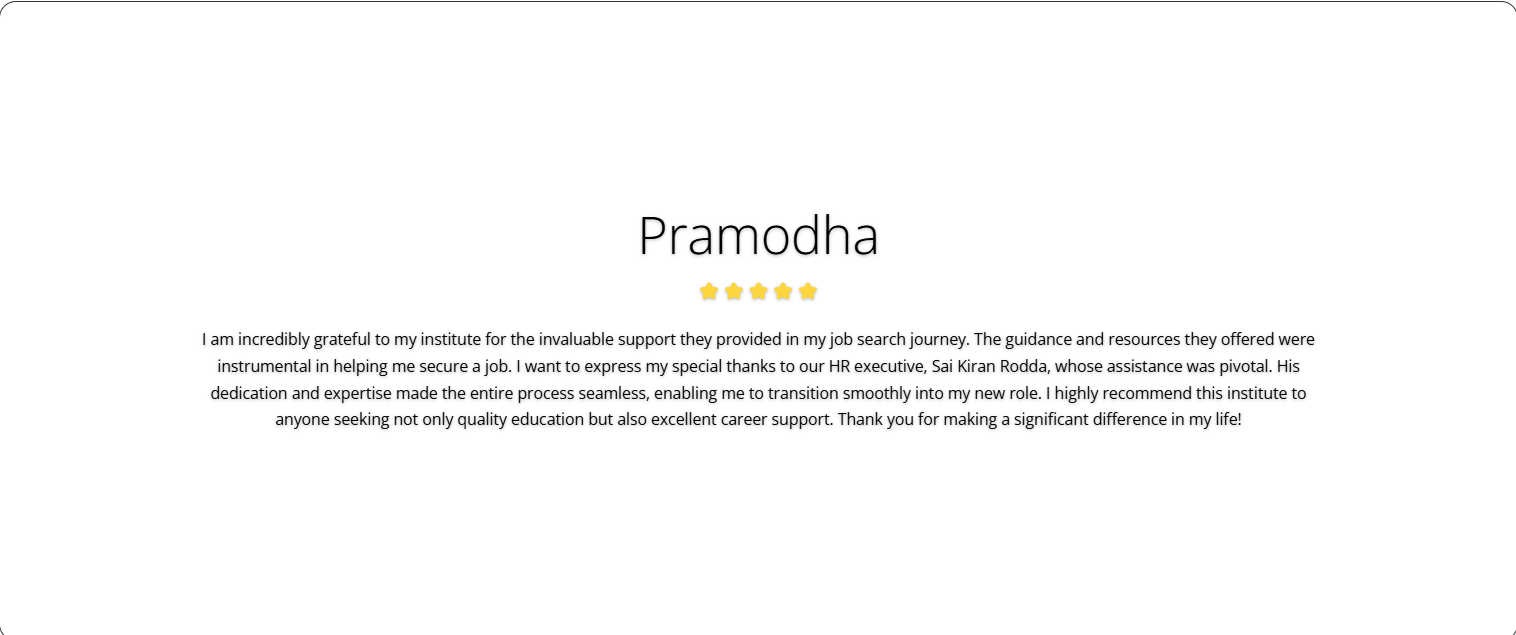 Pramodha
I am incredibly grateful to my institute for the invaluable support they provided in my job search journey. The guidance and resources they offered were
instrumental in helping me secure a job. I want to express my special thanks to our HR executive, Sai Kiran Rodda, whose assistance was pivotal. His
dedication and expertise made the entire process seamless, enabling me to transition smoothly into my new role. I highly recommend this institute to
anyone seeking not only quality education but also excellent career support. Thank you for making a significant difference in my life!